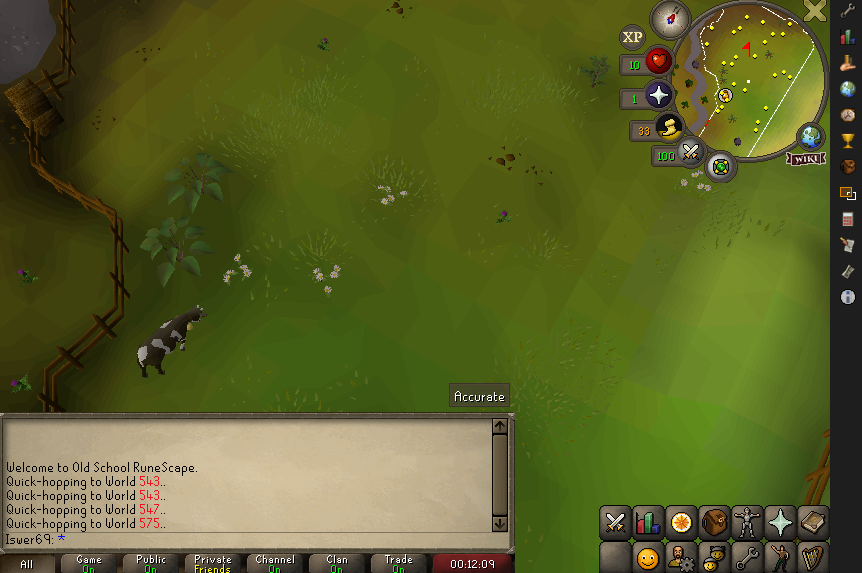 XP
10
1
33
100
WIKI
Accurate
Welcome to Old School RuneScape.
Quick-hopping to World 543..
Quick-hopping to World 543..
Quick-hopping to World 547..
Quick-hopping to World 575..
Iswer69: *
All
Game
On
Public
On
Private
Friends
Channel
On
Clan
On
Trade
On
00:12:09